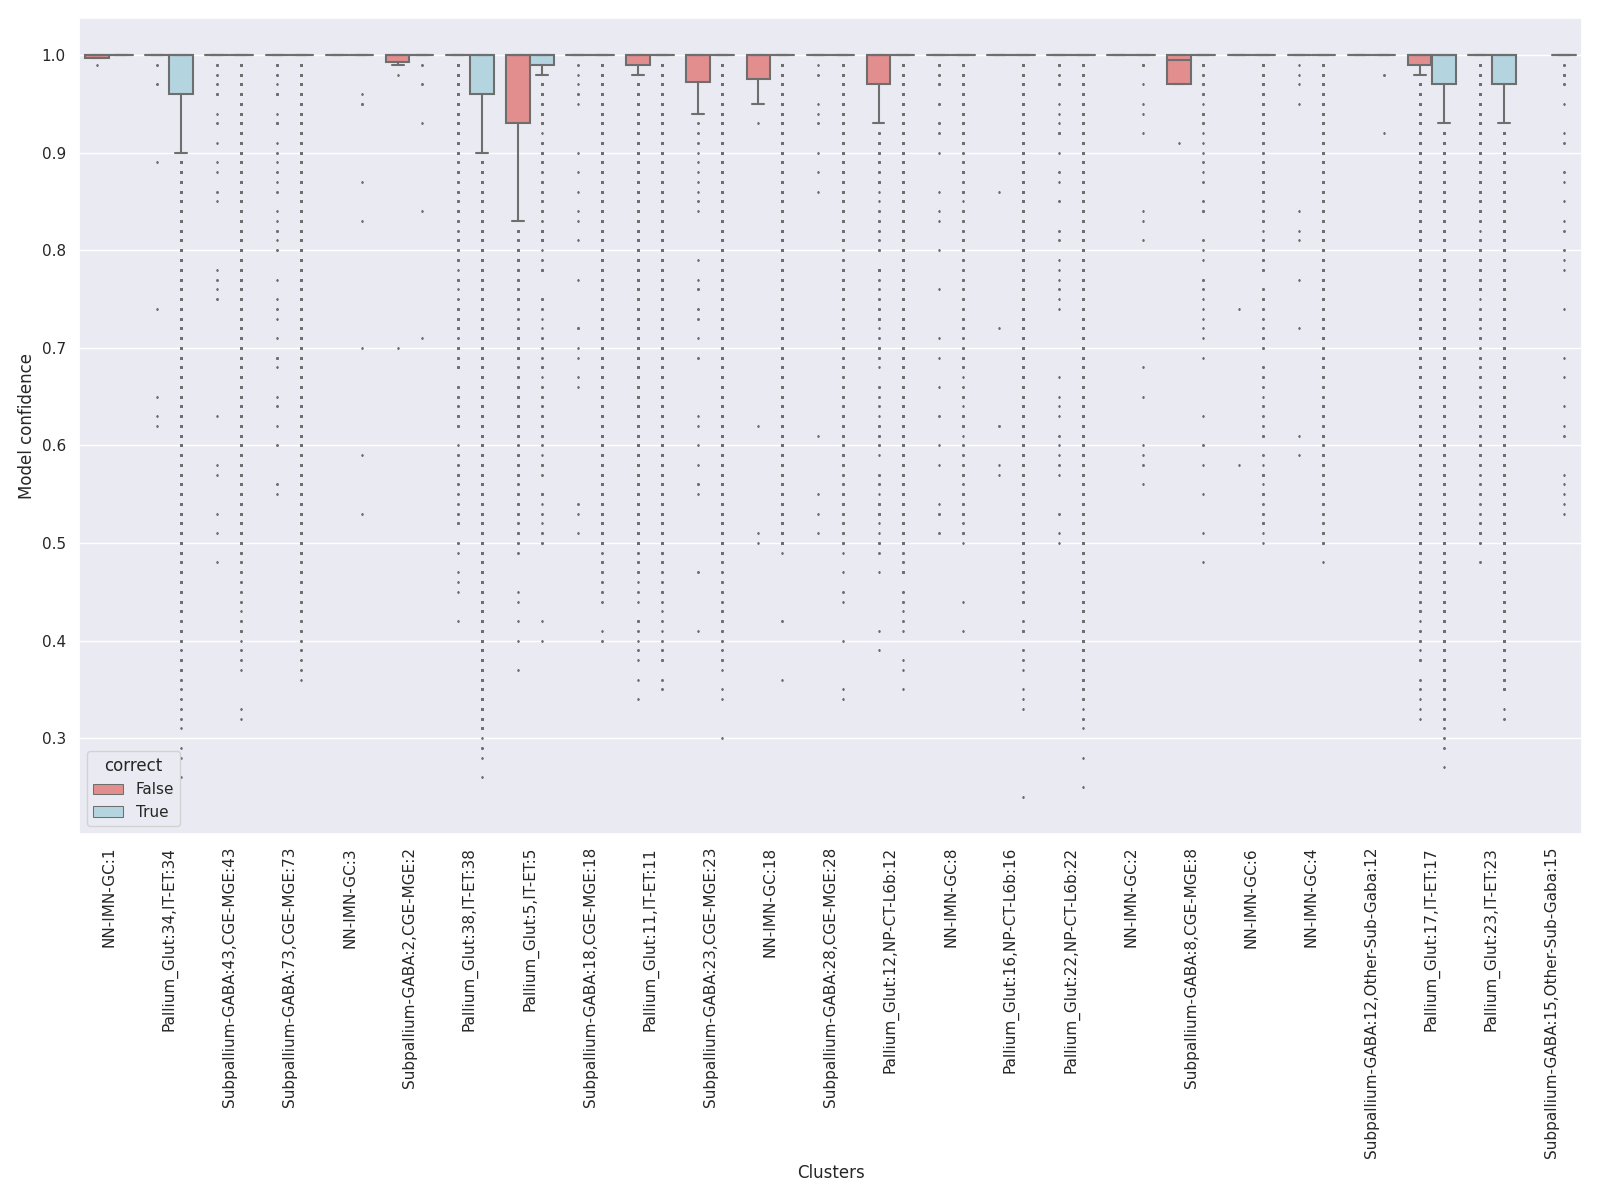 1.0
0.9
0.8
0.7
0.6
0.5
0.4
0.3
Model confidence
correct
False
True
NN-IMN-GC:1
Pallium_Glut:34,IT-ET:34
Subpallium-GABA:43,CGE-MGE:43
Subpallium-GABA:73,CGE-MGE:73
NN-IMN-GC:3
Subpallium-GABA:2,CGE-MGE:2
Pallium_Glut:38,IT-ET:38
Pallium_Glut:5,IT-ET:5
Subpallium-GABA:18,CGE-MGE:18
Pallium_Glut:11,IT-ET:11
Subpallium-GABA:23,CGE-MGE:23
NN-IMN-GC:18
Subpallium-GABA:28,CGE-MGE:28
Pallium_Glut:12,NP-CT-L6b:12
NN-IMN-GC:8
Pallium_Glut:16,NP-CT-L6b:16
Pallium_Glut:22,NP-CT-L6b:22
NN-IMN-GC:2
Subpallium-GABA:8,CGE-MGE:8
NN-IMN-GC:6
NN-IMN-GC:4
Subpallium-GABA:12,Other-Sub-Gaba:12
Pallium_Glut:17,IT-ET:17
Pallium_Glut:23,IT-ET:23
Subpallium-GABA:15,Other-Sub-Gaba:15
Clusters